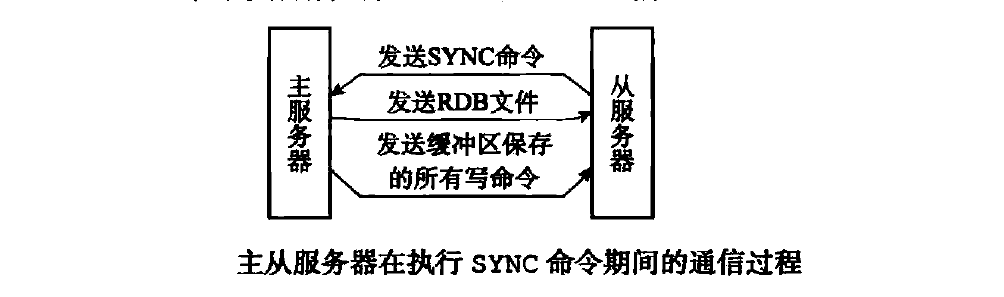 发送SYNC命令
主服务器
发送RDB文件
从服务器
发送缓冲区保存
的所有写命令
主从服务器在执行 SYNC 命令期间的通信过程